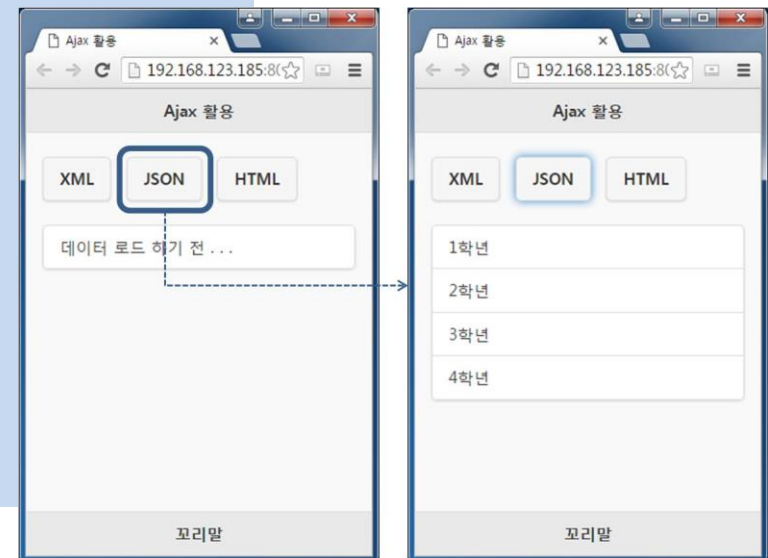 Ajax 활용
192.168.123.185:8(
Ajax 활용
XML JSON HTML
데이터 로드 하기 전 . . .
꼬리말
Ajax 활용
192.168.123.185:8(
Ajax 활용
XML JSON HTML
1학년
2학년
3학년
4학년
꼬리말